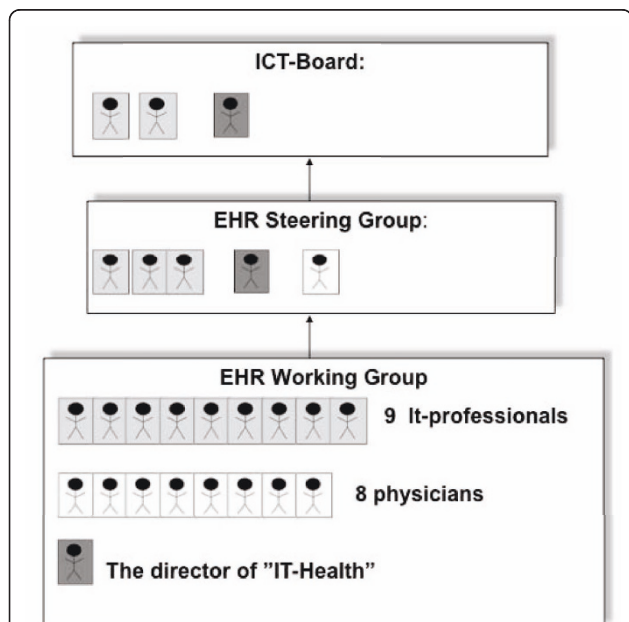 ICT-Board:
EHR Steering Group:
EHR Working Group
9 It-professionals
8 physicians
The director of ”IT-Health”